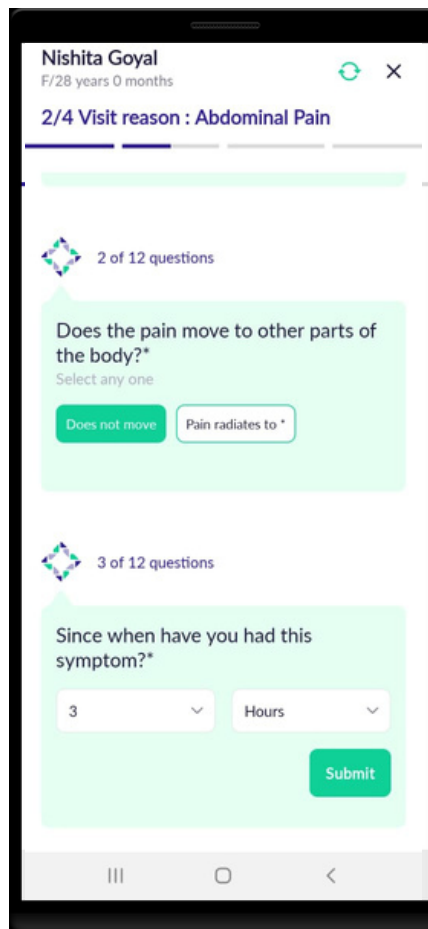 Nishita Goyal
F/28 years 0 months
2/4 Visit reason : Abdominal Pain
2 of 12 questions
Does the pain move to other parts of
the body?*
Select any one
Does not move
Pain radiates to *
3 of 12 questions
Since when have you had this
symptom?*
3
Hours
Submit